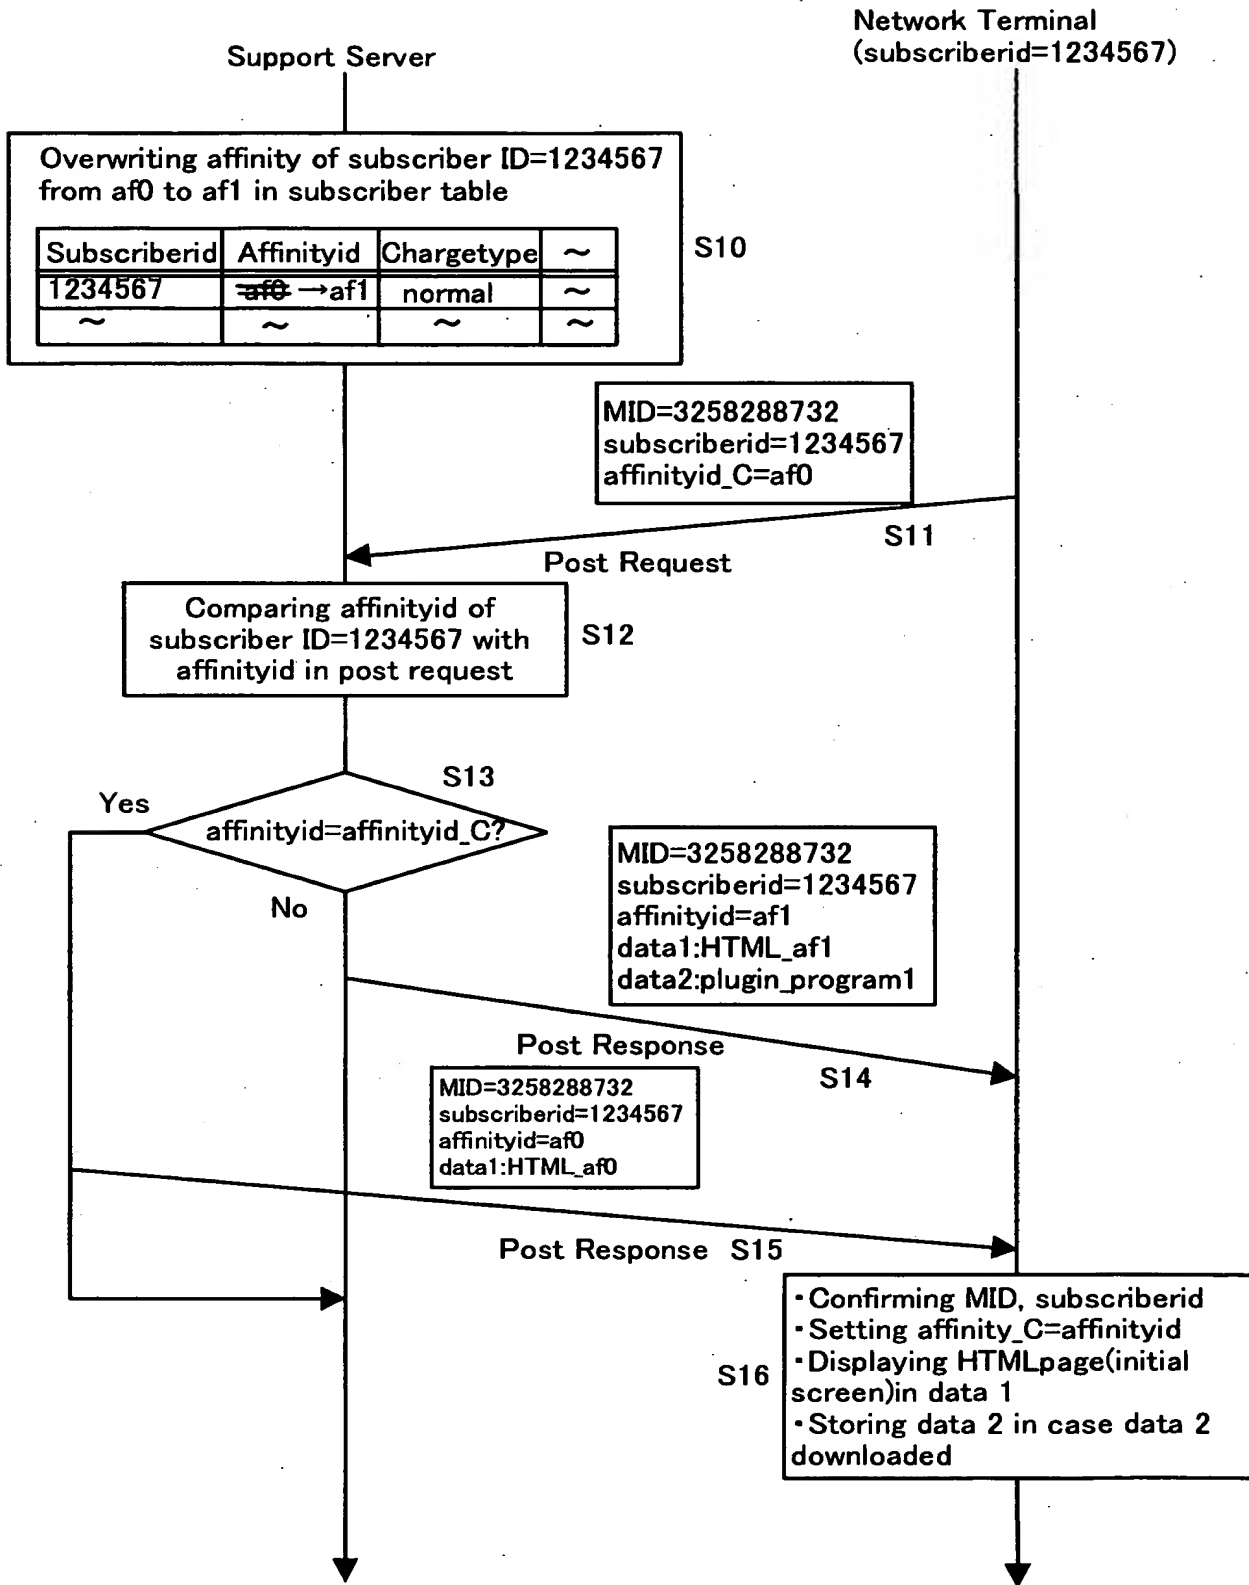 Network Terminal
(subscriberid=1234567)
Support Server
Overwriting affinity of subscriber ID=1234567
from af0 to af1 in subscriber table
Subscriberid Affinityid Chargetype ~
1234567 af0 →af1 normal ~
~ ~ ~ ~
S10
MID=3258288732
subscriberid=1234567
affinityid_C=af0
S11
Post Request
Comparing affinityid of
subscriber ID=1234567 with
affinityid in post request
S12
S13
Yes
affinityid=affinityid_C?
No
MID=3258288732
subscriberid=1234567
affinityid=af1
data1:HTML_af1
data2:plugin_program1
Post Response
S14
MID=3258288732
subscriberid=1234567
affinityid=af0
data1:HTML_af0
Post Response S15
S16
・Confirming MID, subscriberid
・Setting affinity_C=affinityid
・Displaying HTMLpage(initial
screen)in data 1
・Storing data 2 in case data 2
downloaded